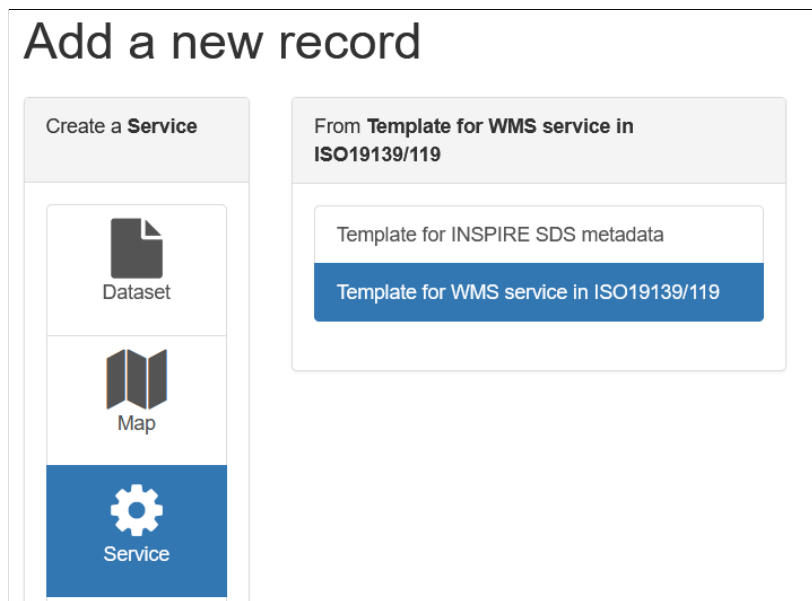 Add a new record
Create a Service
From Template for WMS service in
ISO19139/119
Dataset
Map
Service
Template for INSPIRE SDS metadata
Template for WMS service in ISO19139/119